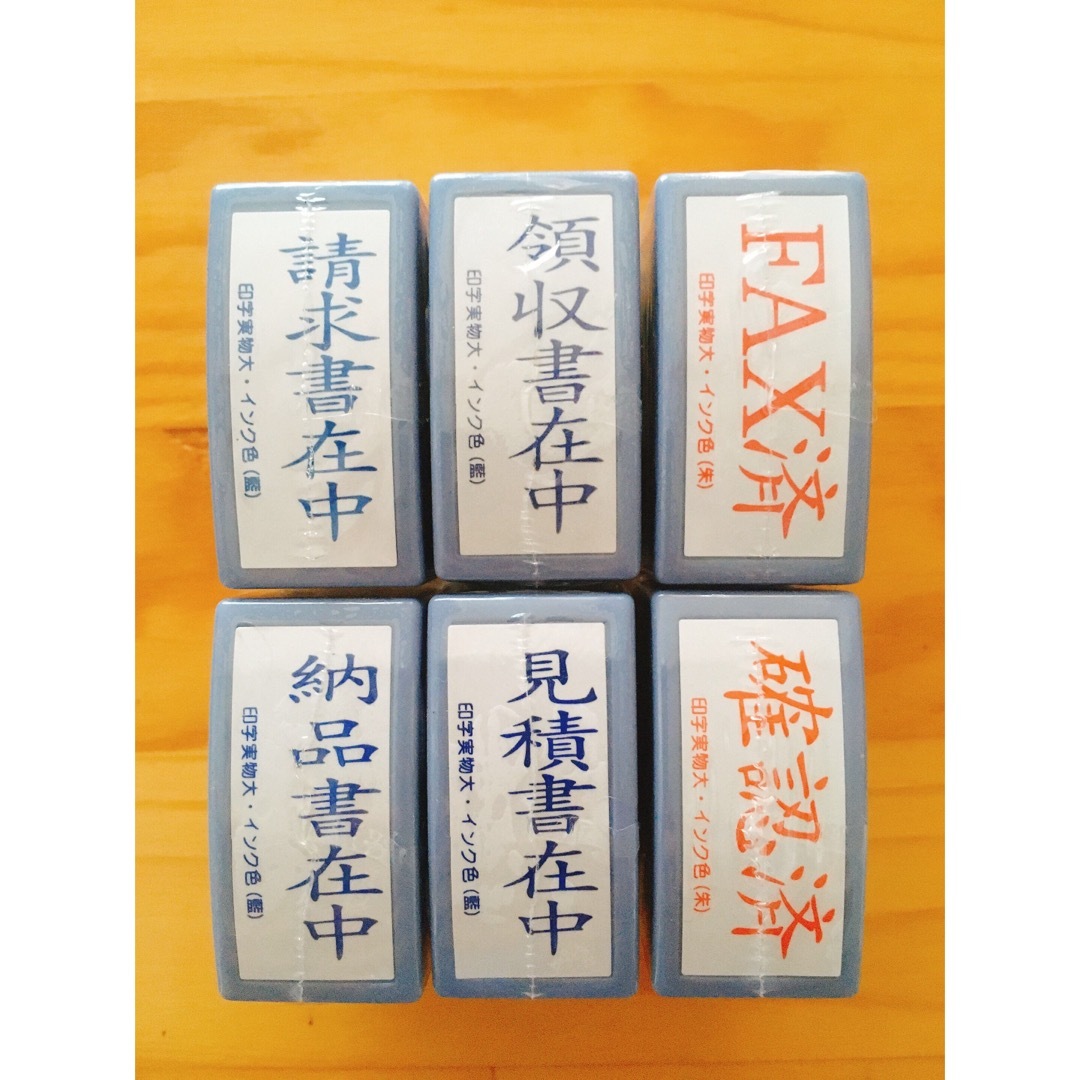 請求書在中
印字実物大・インク色(藍)
領収書在中
印字実物大・インク色(藍)
FAX済
印字実物大・インク色(朱)
納品書在中
印字実物大・インク色(藍)
見積書在中
印字実物大・インク色(藍)
確認済
印字実物大・インク色(朱)